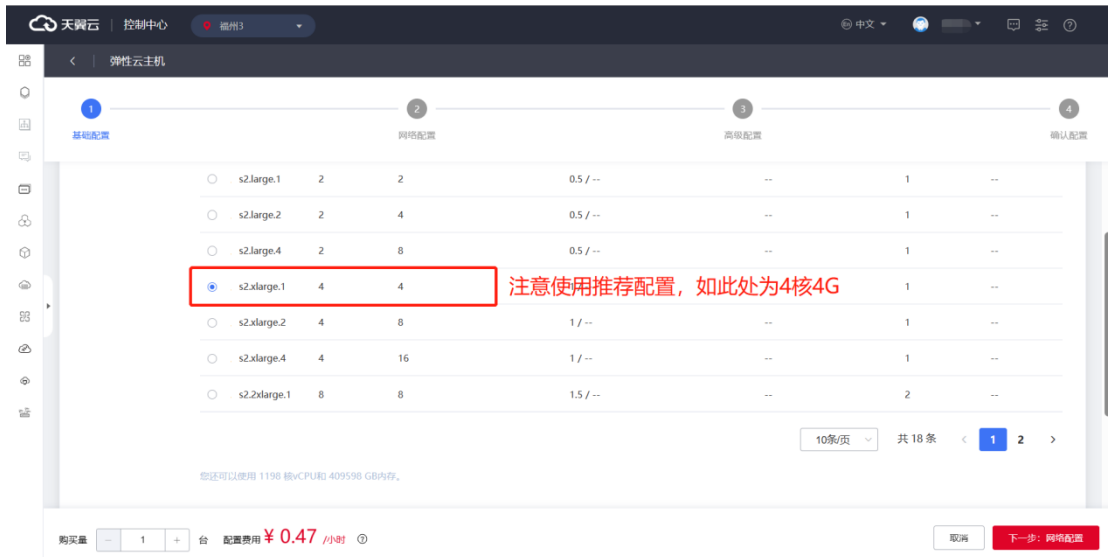 天翼云 控制中心 福州3 中文
弹性云主机
1 2 3 4
基础配置 网络配置 高级配置 确认配置
s2.large.1 2 2 0.5 / -- -- 1 --
s2.large.2 2 4 0.5 / -- -- 1 --
s2.large.4 2 8 0.5 / -- -- 1 --
s2.xlarge.1 4 4 注意使用推荐配置，如此处为4核4G 1 --
s2.xlarge.2 4 8 1 / -- -- 1 --
s2.xlarge.4 4 16 1 / -- -- 1 --
s2.2xlarge.1 8 8 1.5 / -- -- 2 --
10条/页 共 18 条 1 2
您还可以使用 1198 核vCPU和 409598 GB内存。
购买量 － 1 + 台 配置费用 ¥ 0.47 /小时 取消 下一步：网络配置